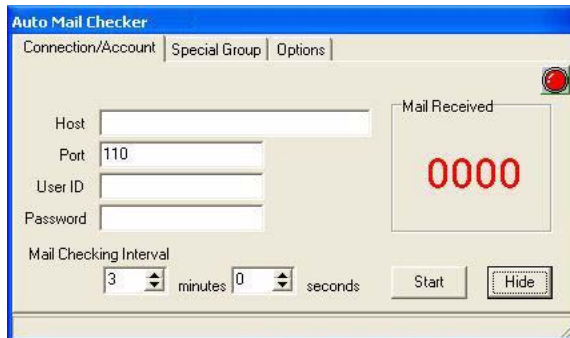 Auto Mail Checker
Connection/Account Special Group Options
Mail Received
Host
Port 110
0000
User ID
Password
Mail Checking Interval
3 minutes 0 seconds
Start Hide